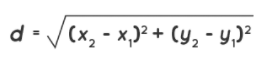 d = √(x₂ - x₁)² + (y₂ - y₁)²